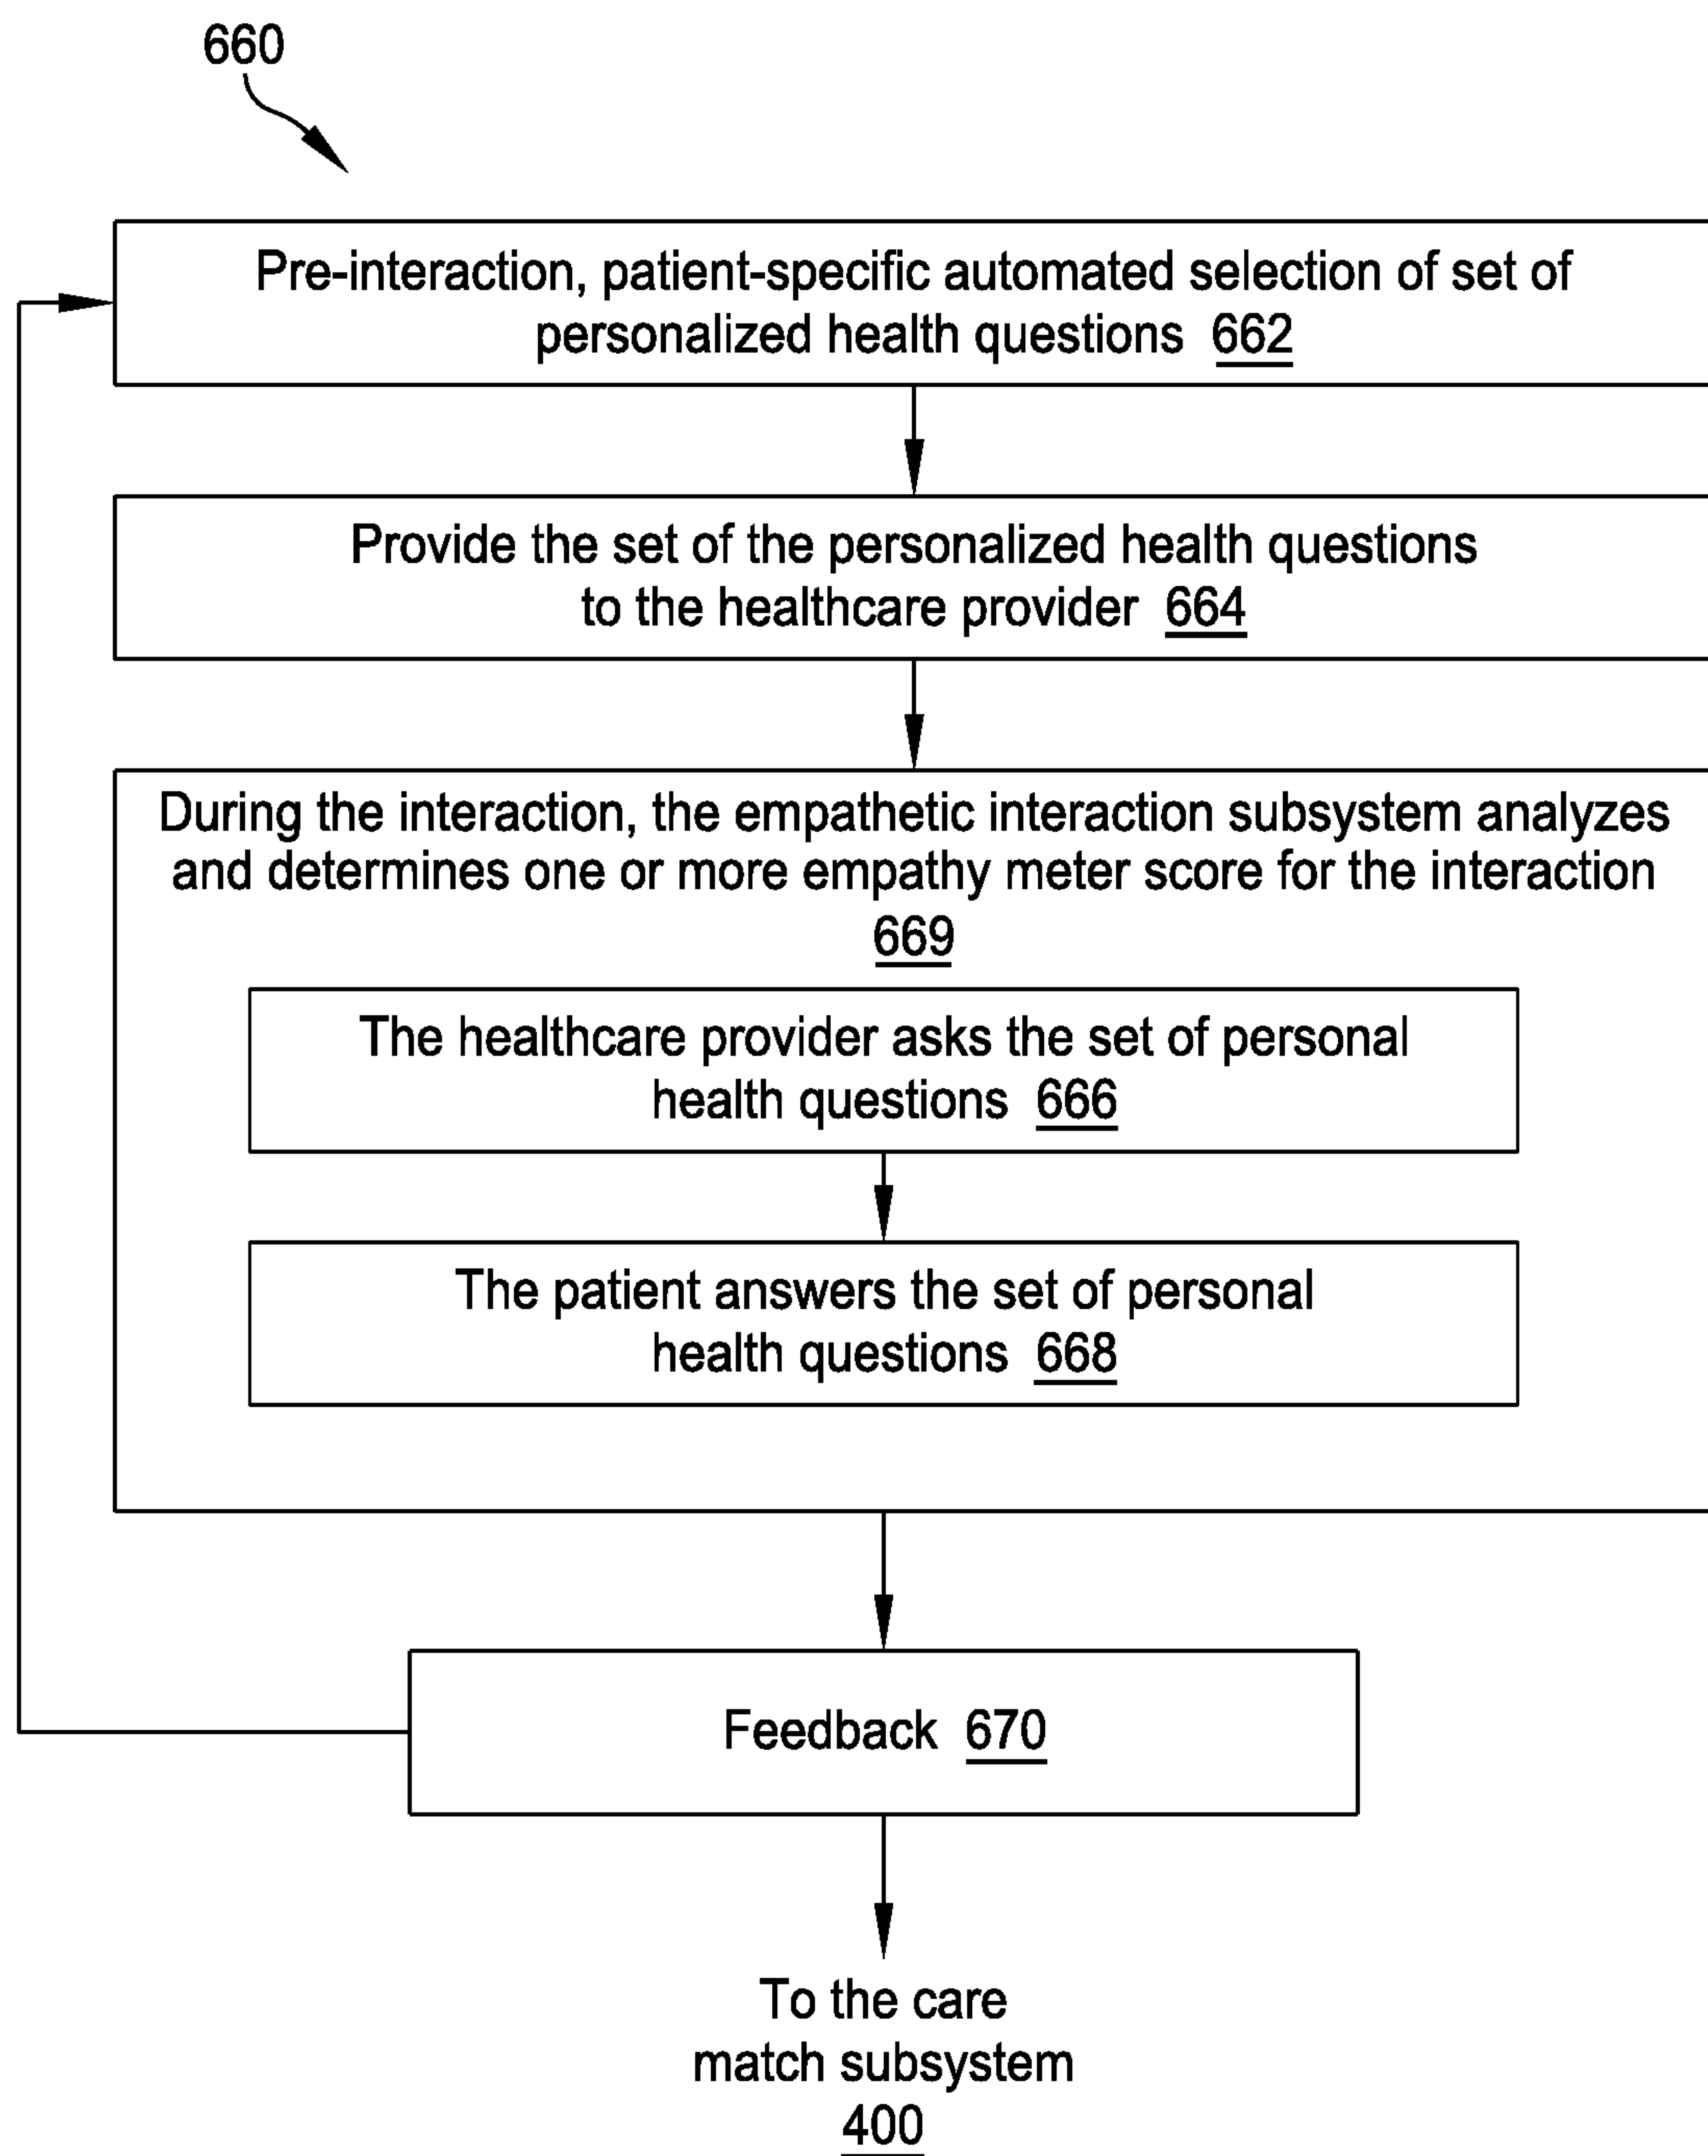 660
Pre-interaction, patient-specific automated selection of set of
personalized health questions 662
Provide the set of the personalized health questions
to the healthcare provider 664
During the interaction, the empathetic interaction subsystem analyzes
and determines one or more empathy meter score for the interaction
669
The healthcare provider asks the set of personal
health questions 666
The patient answers the set of personal
health questions 668
Feedback 670
To the care
match subsystem
400